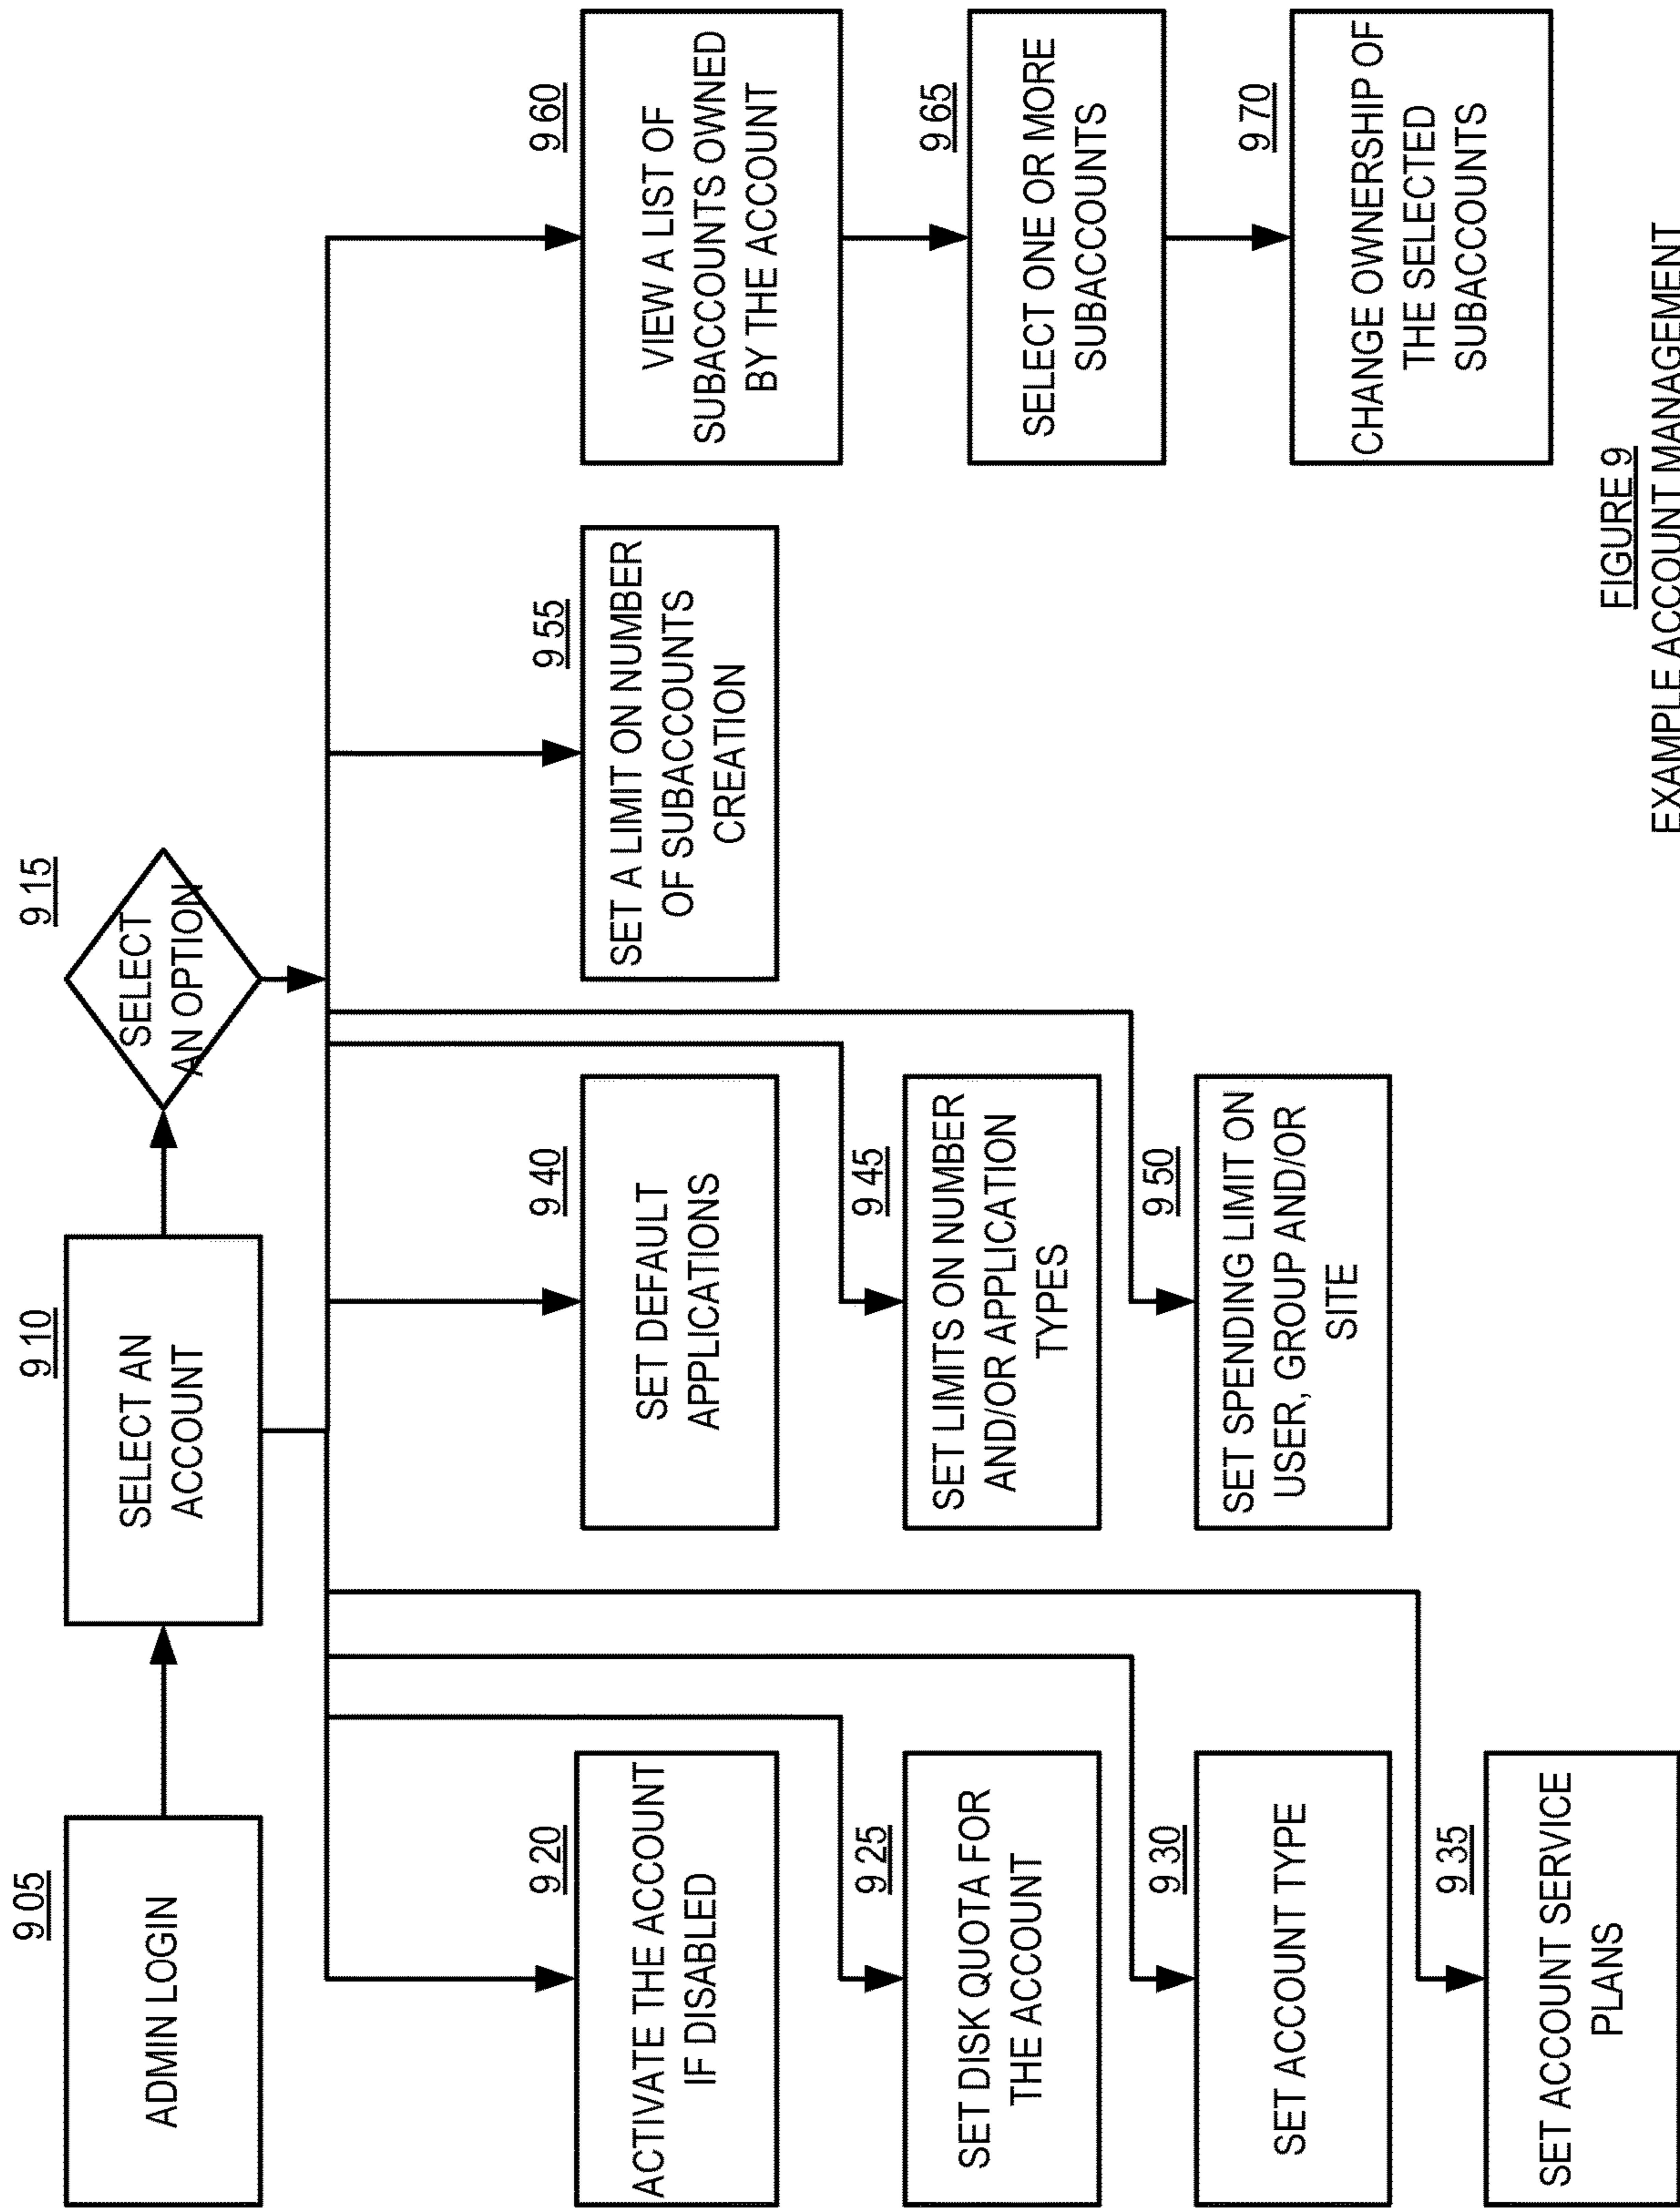 9 05
ADMIN LOGIN
9 10
SELECT AN
ACCOUNT
9 15
SELECT
AN OPTION
9 20
ACTIVATE THE ACCOUNT
IF DISABLED
9 25
SET DISK QUOTA FOR
THE ACCOUNT
9 30
SET ACCOUNT TYPE
9 35
SET ACCOUNT SERVICE
PLANS
9 40
SET DEFAULT
APPLICATIONS
9 45
SET LIMITS ON NUMBER
AND/OR APPLICATION
TYPES
9 50
SET SPENDING LIMIT ON
USER, GROUP AND/OR
SITE
9 55
SET A LIMIT ON NUMBER
OF SUBACCOUNTS
CREATION
9 60
VIEW A LIST OF
SUBACCOUNTS OWNED
BY THE ACCOUNT
9 65
SELECT ONE OR MORE
SUBACCOUNTS
9 70
CHANGE OWNERSHIP OF
THE SELECTED
SUBACCOUNTS
FIGURE 9
EXAMPLE ACCOUNT MANAGEMENT